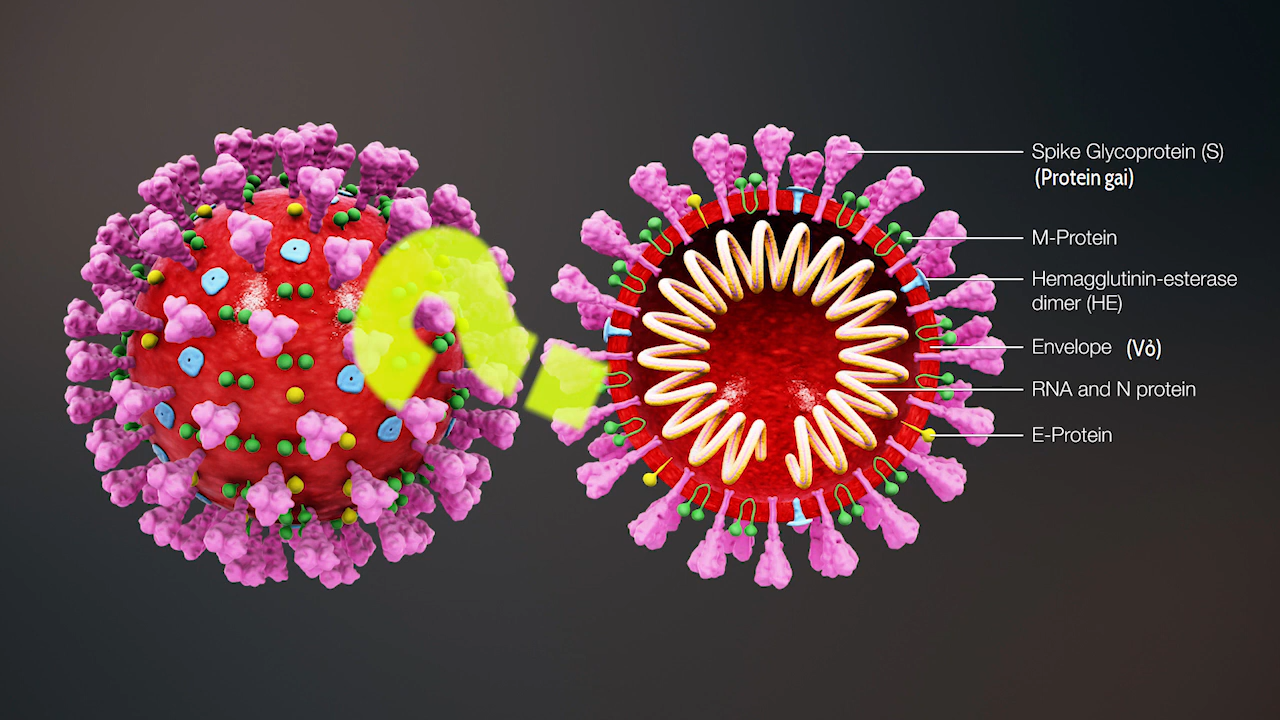 Spike Glycoprotein (S)
(Protein gai)
M-Protein
Hemagglutinin-esterase
dimer (HE)
Envelope (Vỏ)
RNA and N protein
E-Protein
?